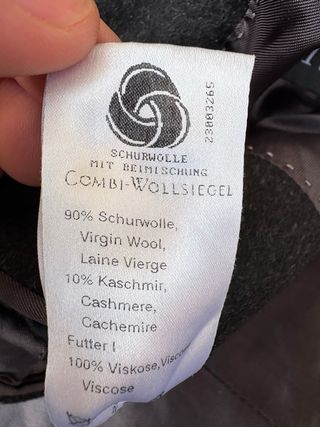 23003265
SCHURWOLLE
MIT BEIMISCHUNG
COMBI-WOLLSIEGEL
90% Schurwolle,
Virgin Wool,
Laine Vierge
10% Kaschmir,
Cashmere,
Cachemire
Futter I
100% Viskose, Viscose
Viscose